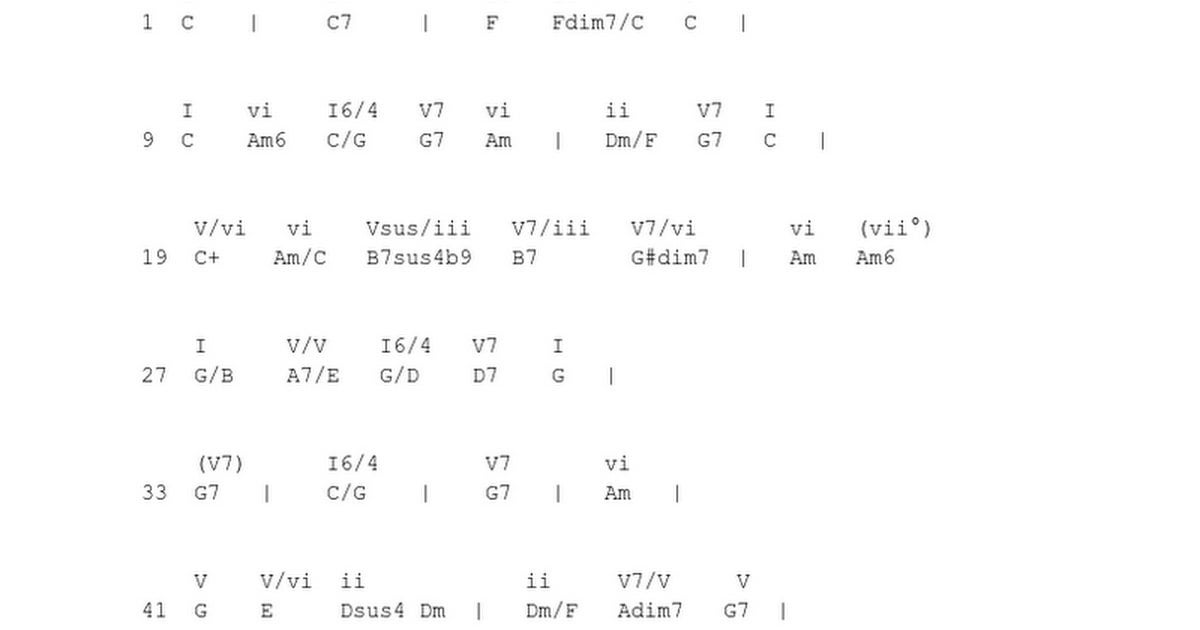 1 C | C7 | F Fdim7/C C |
I vi I6/4 V7 vi ii V7 I
9 C Am6 C/G G7 Am | Dm/F G7 C |
V/vi vi Vsus/iii V7/iii V7/vi vi (vii°)
19 C+ Am/C B7sus4b9 B7 G#dim7 | Am Am6
I V/V I6/4 V7 I
27 G/B A7/E G/D D7 G |
(V7) I6/4 V7 vi
33 G7 | C/G | G7 | Am |
V V/vi ii ii V7/V V
41 G E Dsus4 Dm | Dm/F Adim7 G7 |